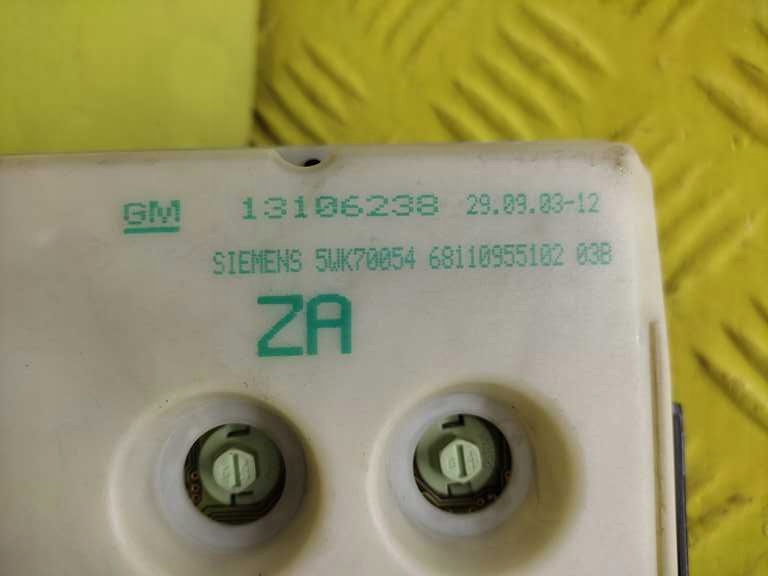 GM 13106238 29.09.03-12
SIEMENS 5WK70054 68110955102 03B
ZA